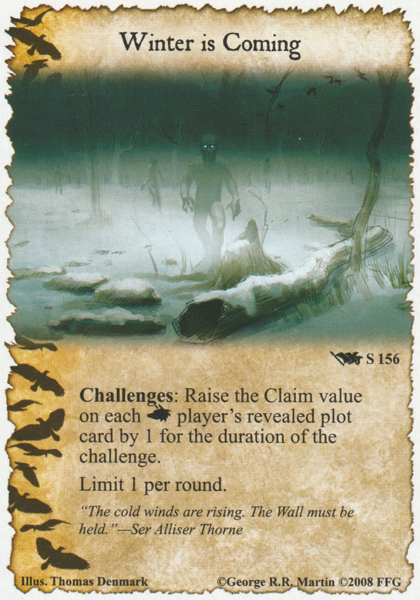 Winter is Coming
S 156
Challenges: Raise the Claim value
on each player's revealed plot
card by 1 for the duration of the
challenge.
Limit 1 per round.
“The cold winds are rising. The Wall must be
held.”—Ser Alliser Thorne
Illus. Thomas Denmark ©George R.R. Martin ©2008 FFG